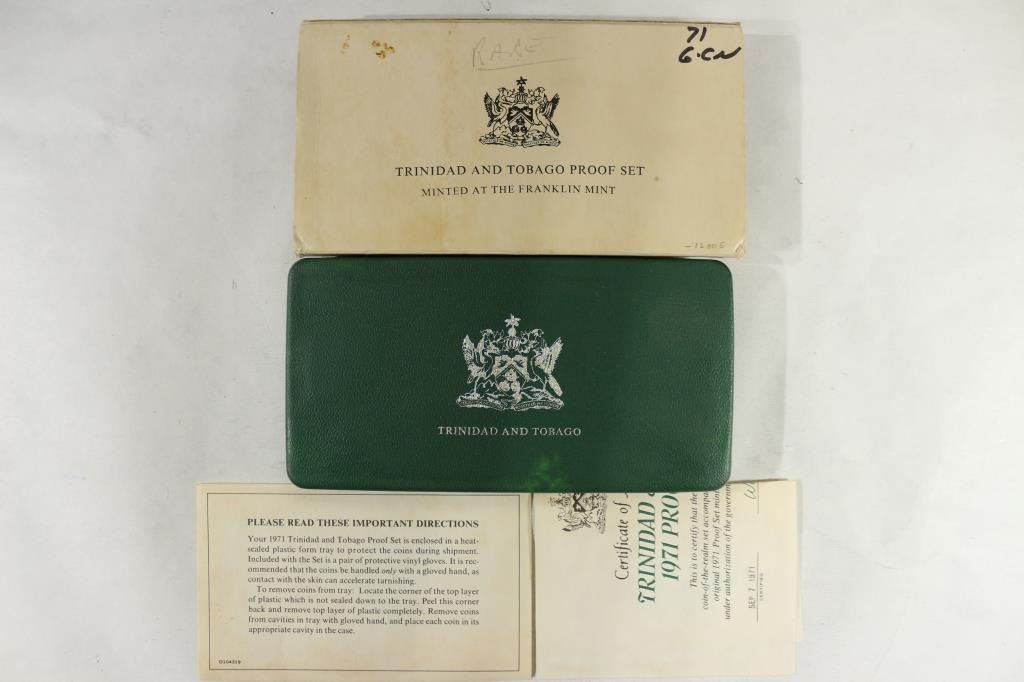 RARE
71
6.CN
TRINIDAD AND TOBAGO PROOF SET
MINTED AT THE FRANKLIN MINT
TRINIDAD AND TOBAGO
PLEASE READ THESE IMPORTANT DIRECTIONS
Your 1971 Trinidad and Tobago Proof Set is enclosed in a heat-
sealed plastic form tray to protect the coins during shipment.
Included with the Set is a pair of protective vinyl gloves. It is rec-
ommended that the coins be handled only with a gloved hand, as
contact with the skin can accelerate tarnishing.
To remove coins from tray: Locate the corner of the top layer
of plastic which is not sealed down to the tray. Peel this corner
back and remove top layer of plastic completely. Remove coins
from cavities in tray with gloved hand, and place each coin in its
appropriate cavity in the case.
O104319
Certificate of
TRINIDAD
1971 PRO
This is to certify that the
coin-of-the-realm set accompa
original 1971 Proof Set mint
under authorization of the governm
SEP 7 1971
CERTIFIED